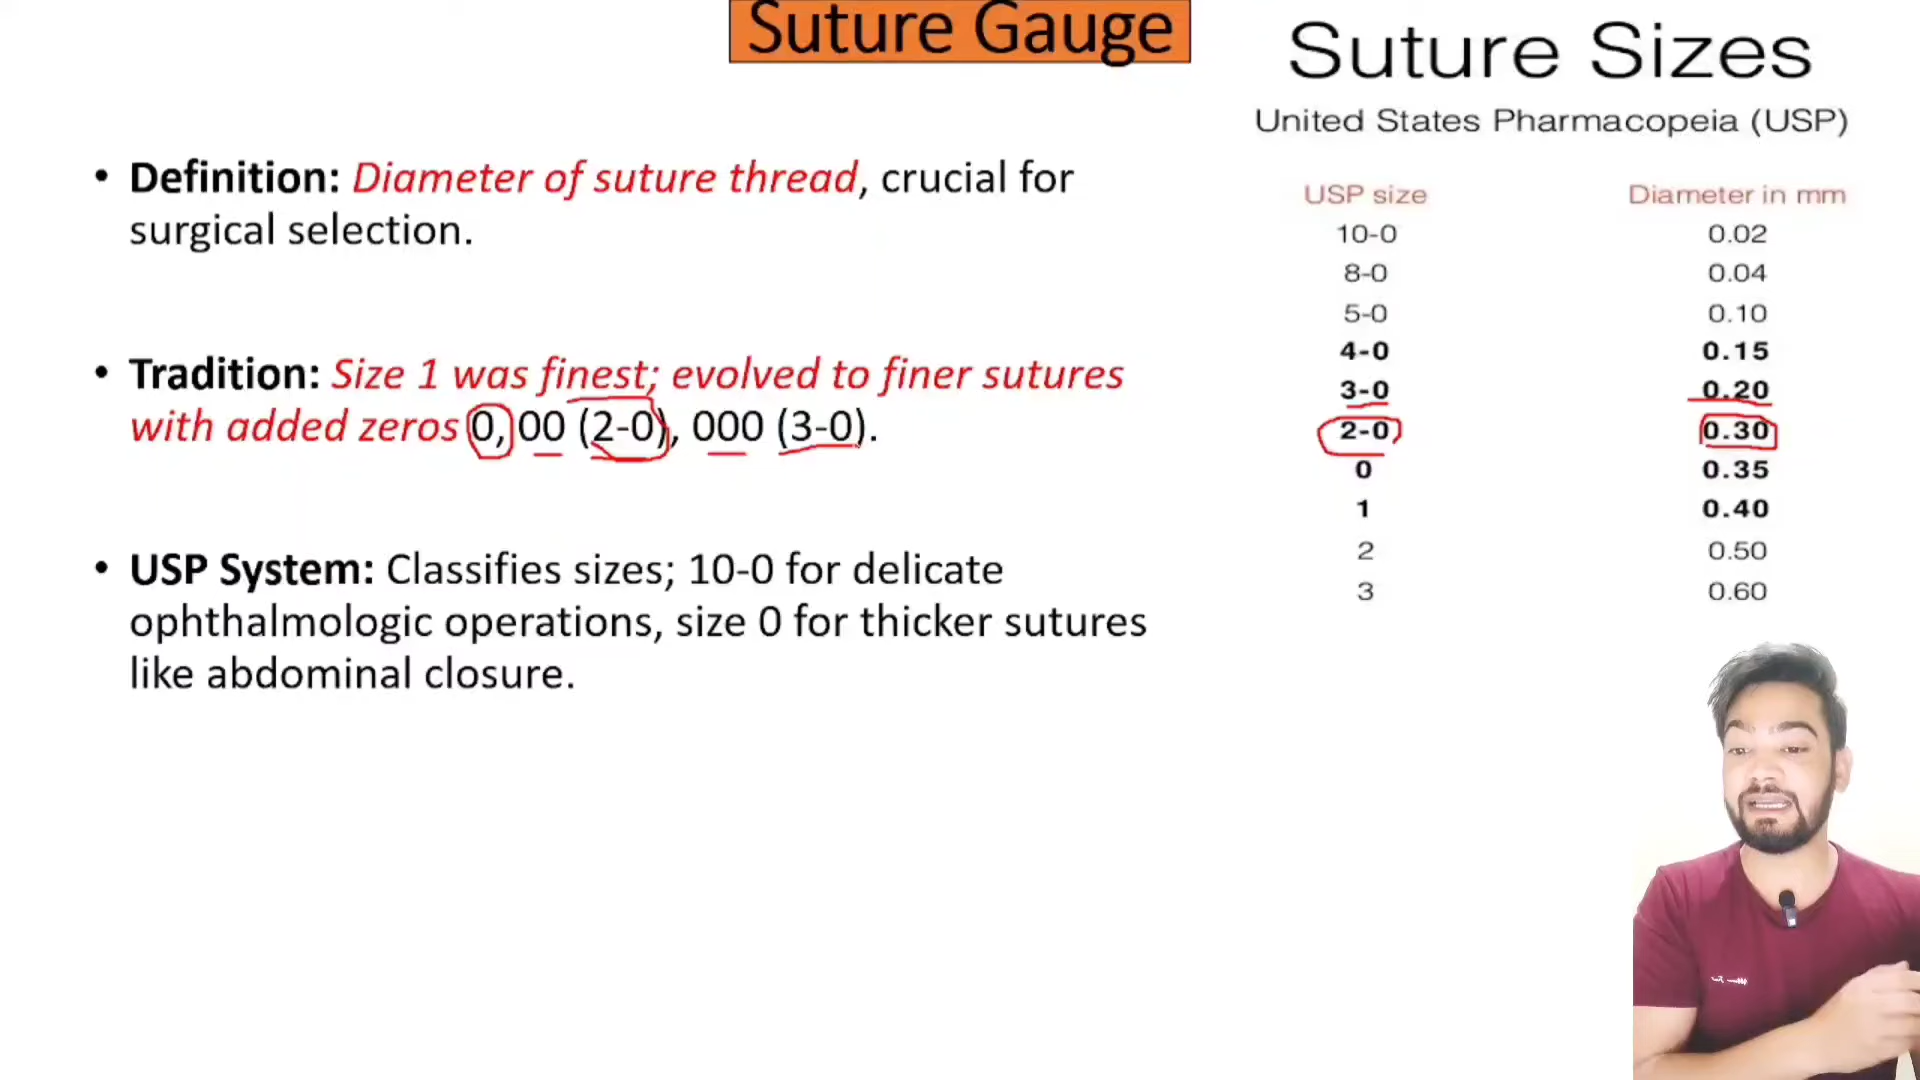 Suture Gauge
• Definition: Diameter of suture thread, crucial for
surgical selection.
• Tradition: Size 1 was finest; evolved to finer sutures
with added zeros 0, 00 (2-0), 000 (3-0).
• USP System: Classifies sizes; 10-0 for delicate
ophthalmologic operations, size 0 for thicker sutures
like abdominal closure.
Suture Sizes
United States Pharmacopeia (USP)
USP size Diameter in mm
10-0 0.02
8-0 0.04
5-0 0.10
4-0 0.15
3-0 0.20
2-0 0.30
0 0.35
1 0.40
2 0.50
3 0.60